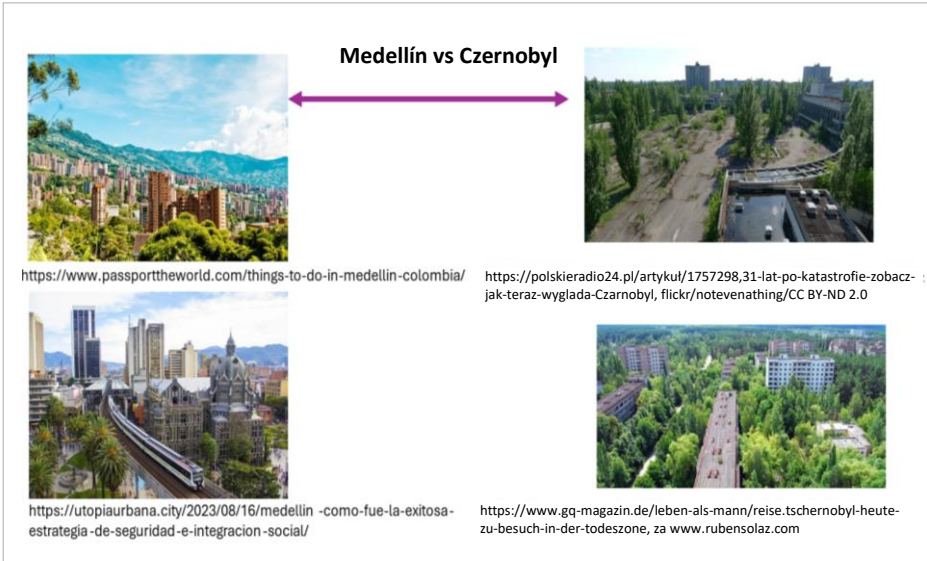 Medellín vs Czernobyl
https://www.passporttheworld.com/things-to-do-in-medellin-colombia/
https://polskieradio24.pl/artykuł/1757298,31-lat-po-katastrofie-zobacz-
jak-teraz-wyglada-Czarnobyl, flickr/notevenathing/CC BY-ND 2.0
https://utopiaurbana.city/2023/08/16/medellin -como-fue-la-exitosa-
estrategia -de-seguridad-e-integracion-social/
https://www.gq-magazin.de/leben-als-mann/reise.tschernobyl-heute-
zu-besuch-in-der-todeszone, za www.rubensolaz.com